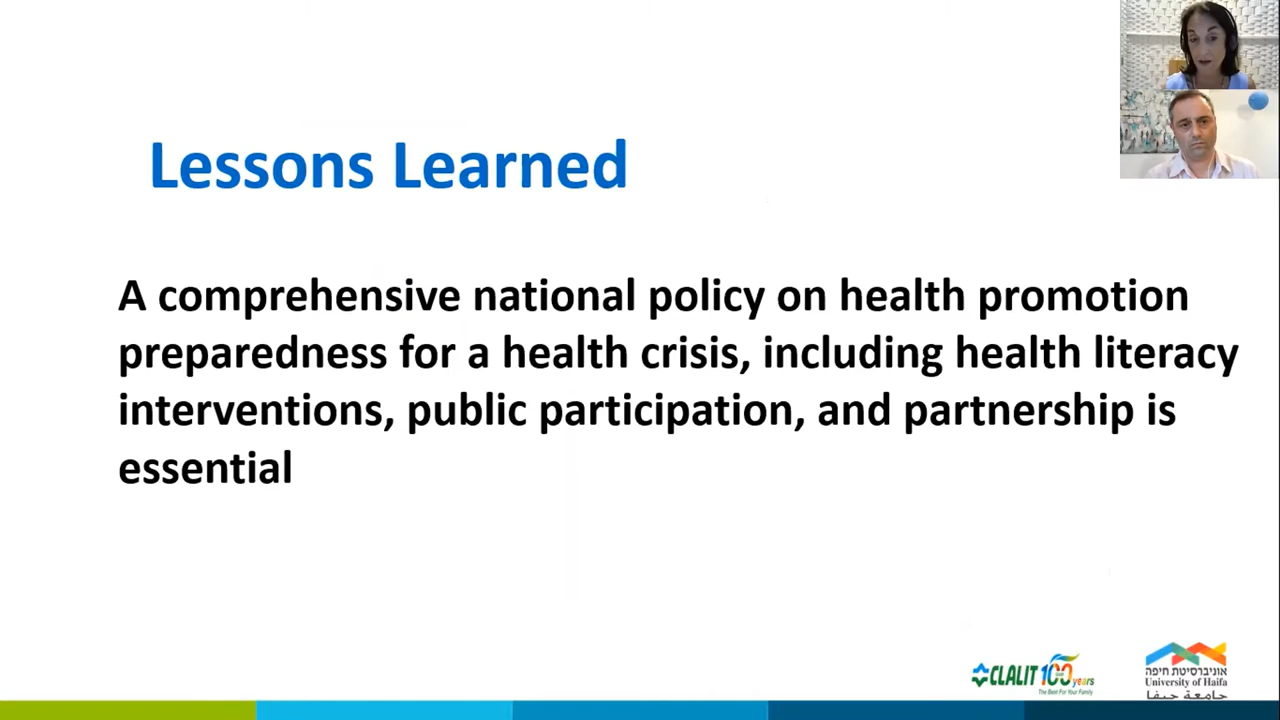 Lessons Learned
A comprehensive national policy on health promotion
preparedness for a health crisis, including health literacy
interventions, public participation, and partnership is
essential
CLALIT 100 years
The Best For Your Family
אוניברסיטת חיפה
University of Haifa
جامعة حيفا